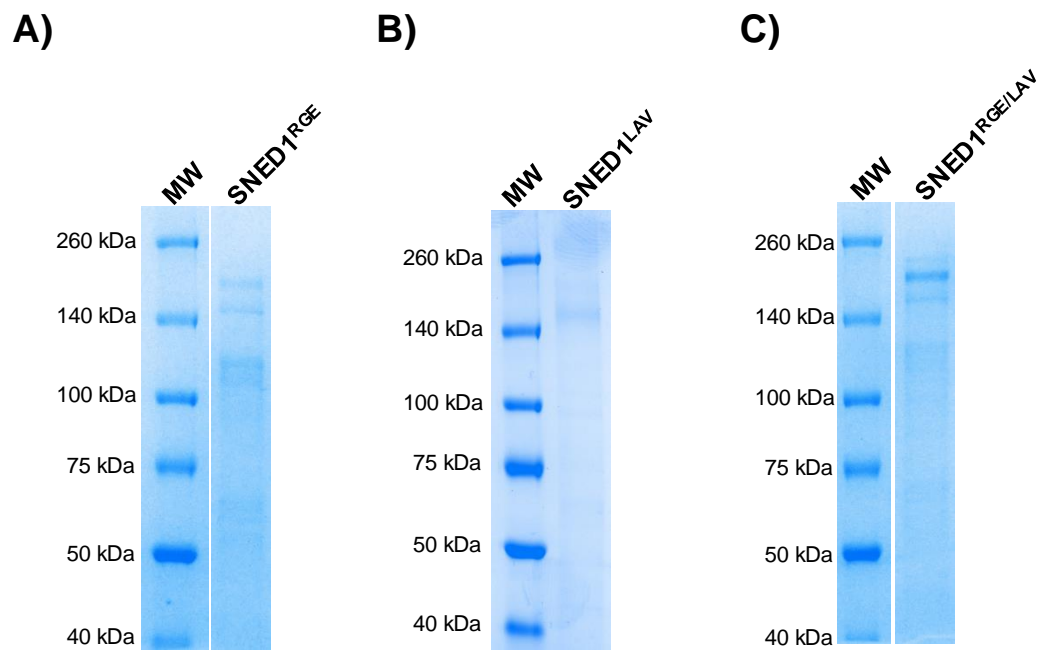 A)
MW
SNED1RGE
260 kDa
140 kDa
100 kDa
75 kDa
50 kDa
40 kDa
B)
MW
SNED1LAV
260 kDa
140 kDa
100 kDa
75 kDa
50 kDa
40 kDa
C)
MW
SNED1RGE/LAV
260 kDa
140 kDa
100 kDa
75 kDa
50 kDa
40 kDa